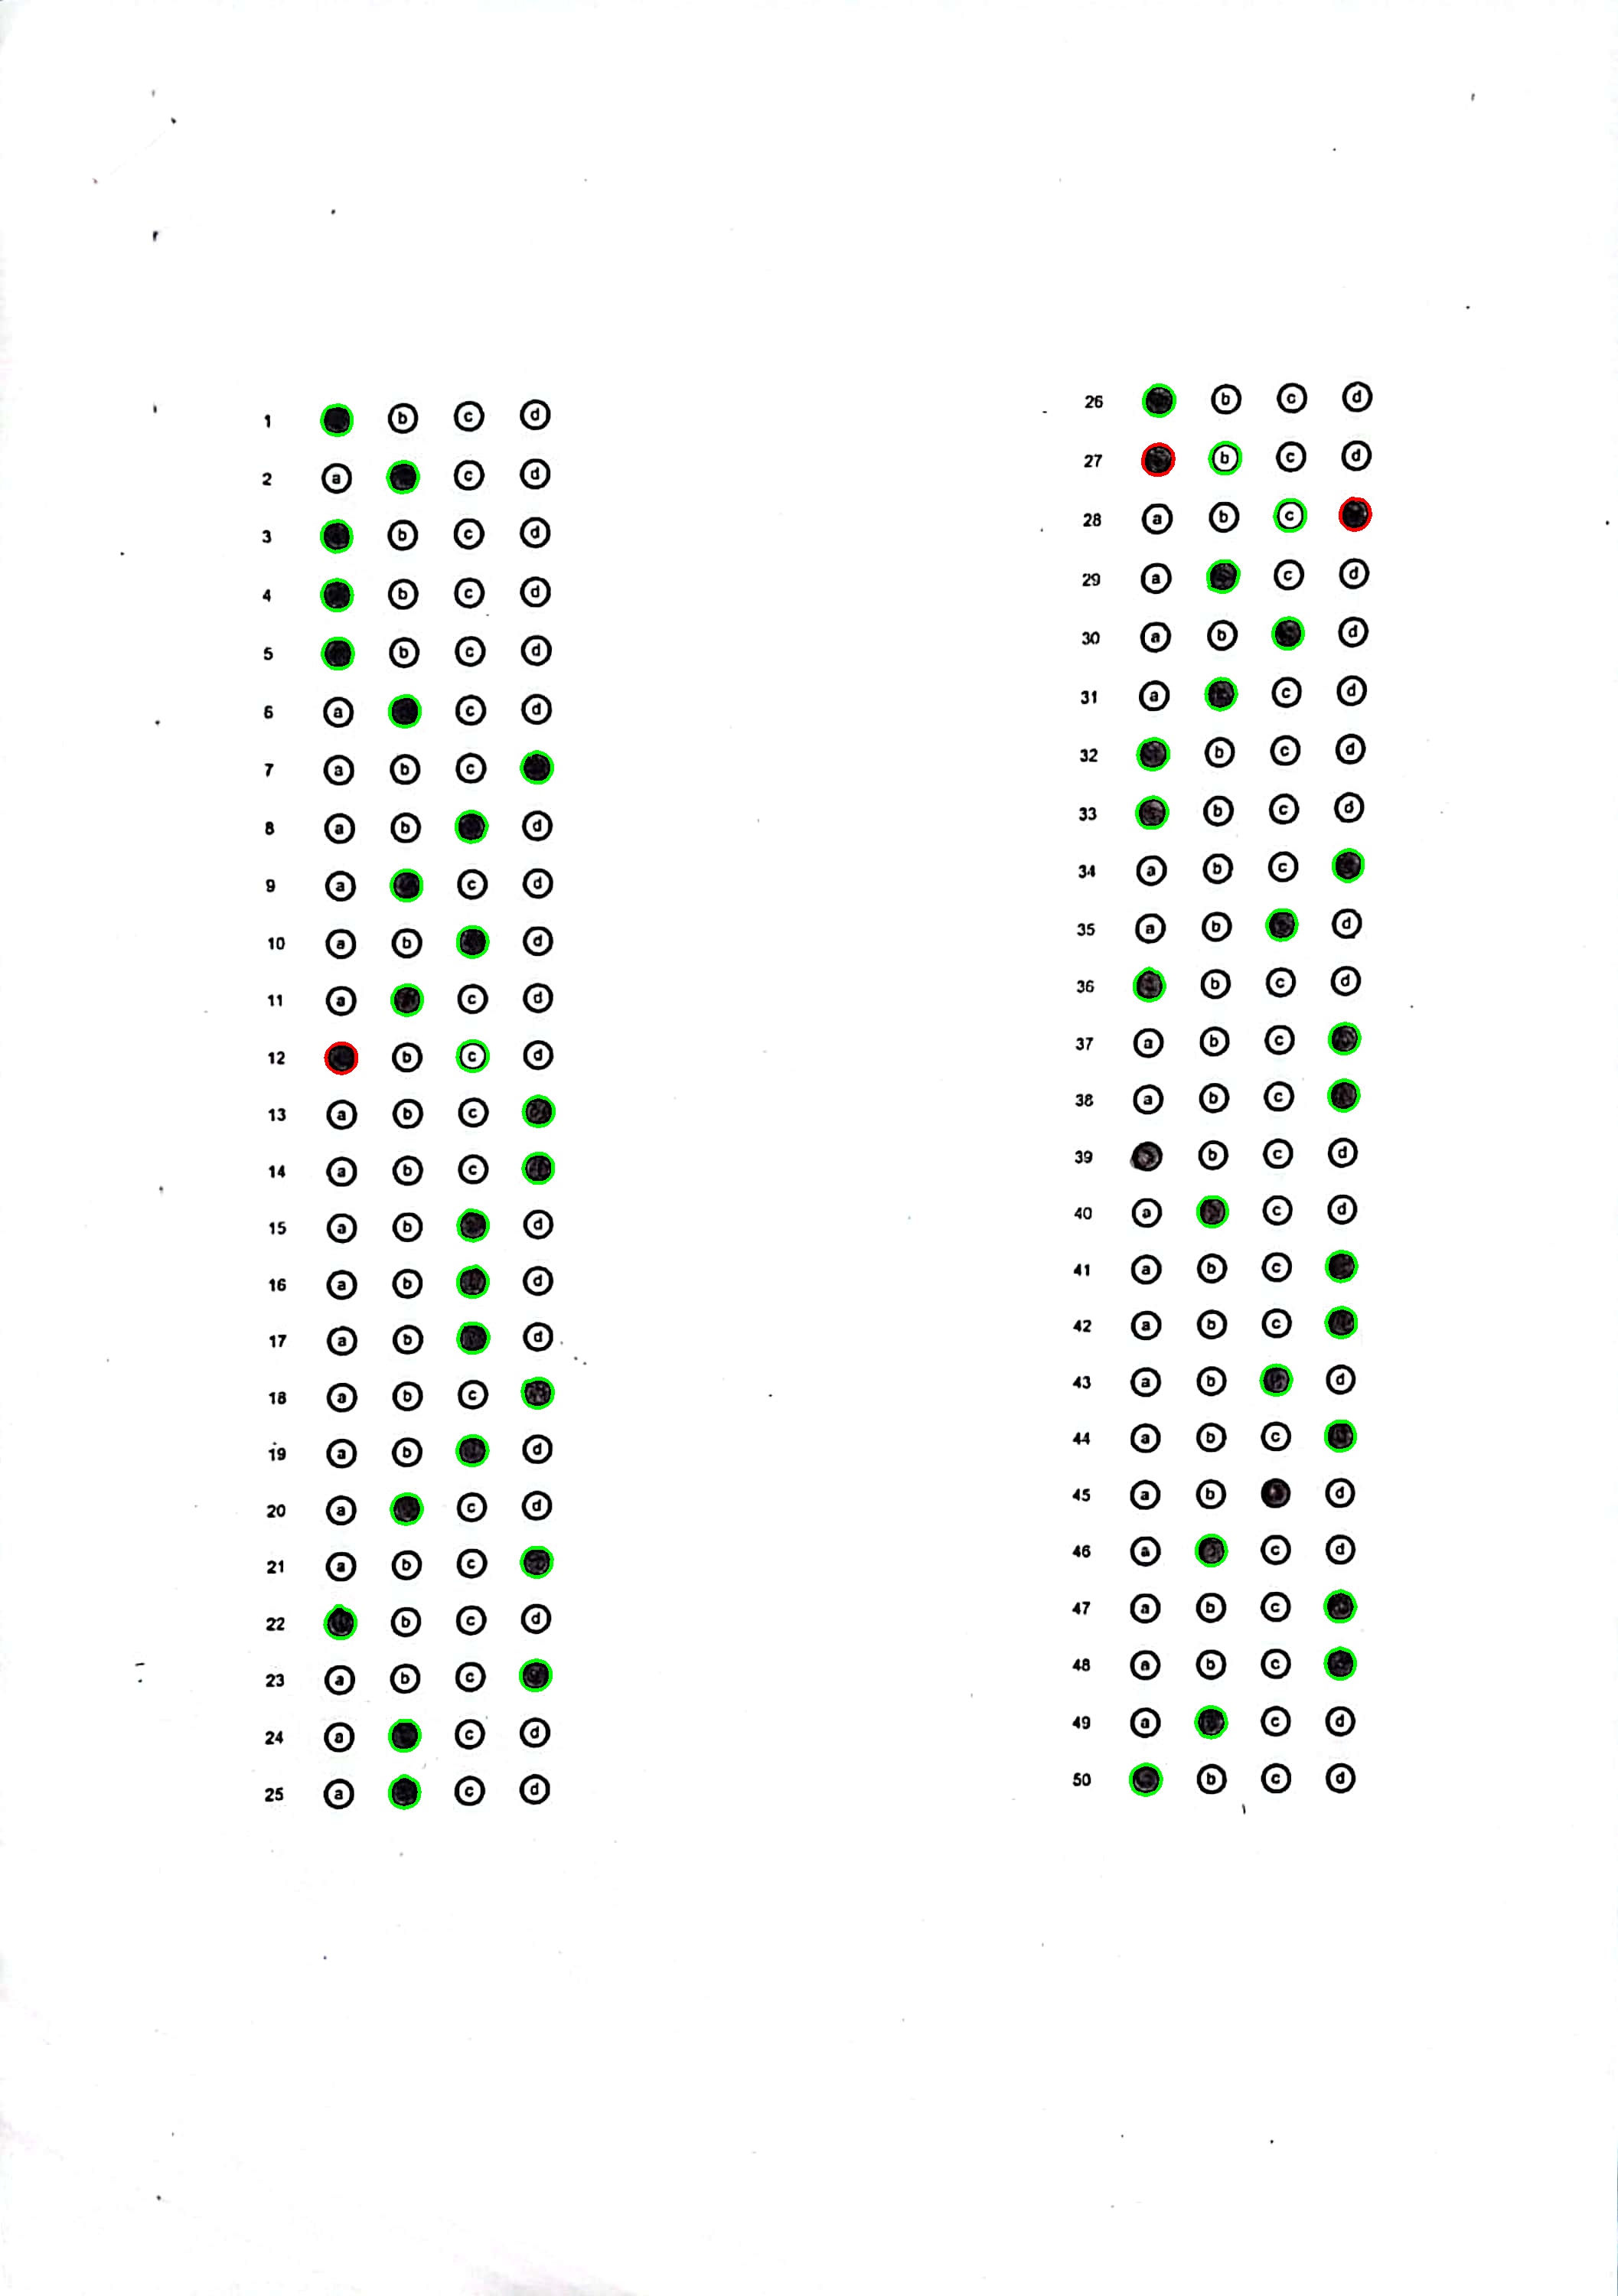 1 b c d
2 a c d
3 b c d
4 b c d
5 b c d
6 a c d
7 a b c
8 a b d
9 a c d
10 a b d
11 a c d
12 b c d
13 a b c
14 a b c
15 a b d
16 a b d
17 a b d
18 a b c
19 a b d
20 a c d
21 a b c
22 b c d
23 a b c
24 a c d
25 a c d
26 b c d
27 b c d
28 a b c
29 a c d
30 a b d
31 a c d
32 b c d
33 b c d
34 a b c
35 a b d
36 b c d
37 a b c
38 a b c
39 b c d
40 a c d
41 a b c
42 a b c
43 a b d
44 a b c
45 a b d
46 a c d
47 a b c
48 a b c
49 a c d
50 b c d